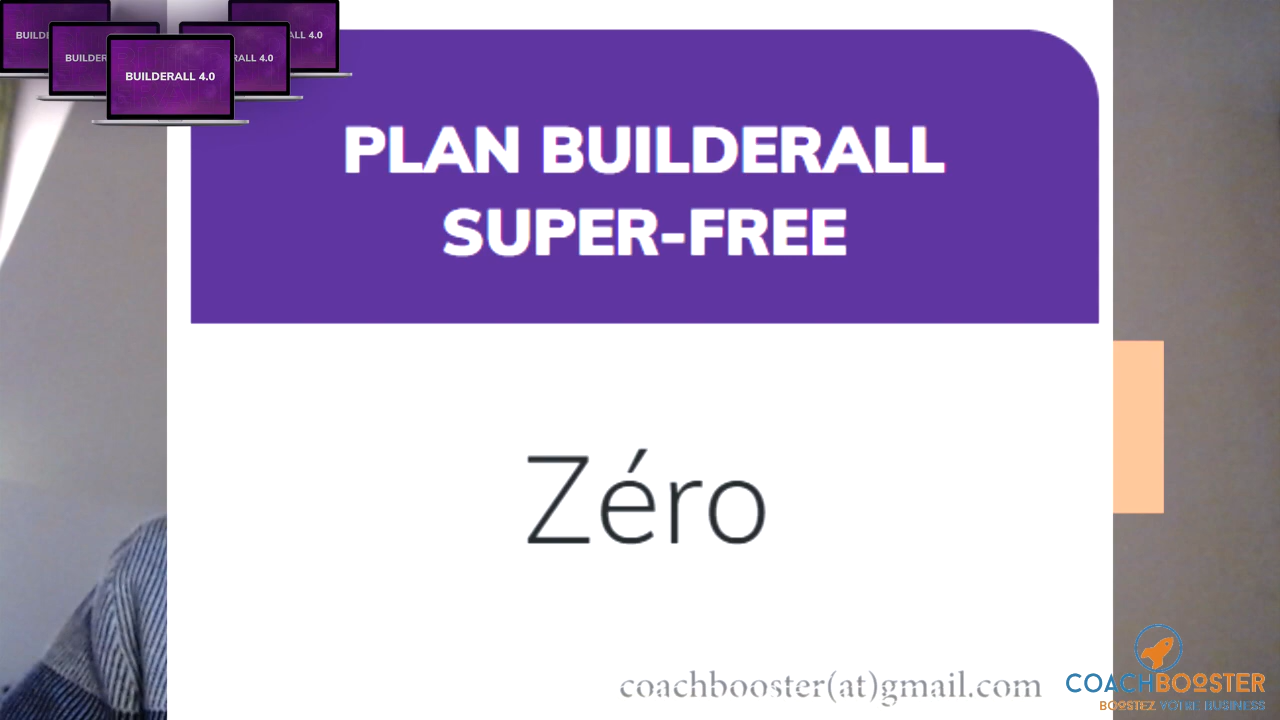 BUILDERALL 4.0
PLAN BUILDERALL
SUPER-FREE
Zéro
coachbooster(at)gmail.com
COACHBOOSTER
BOOSTEZ VOTRE BUSINESS